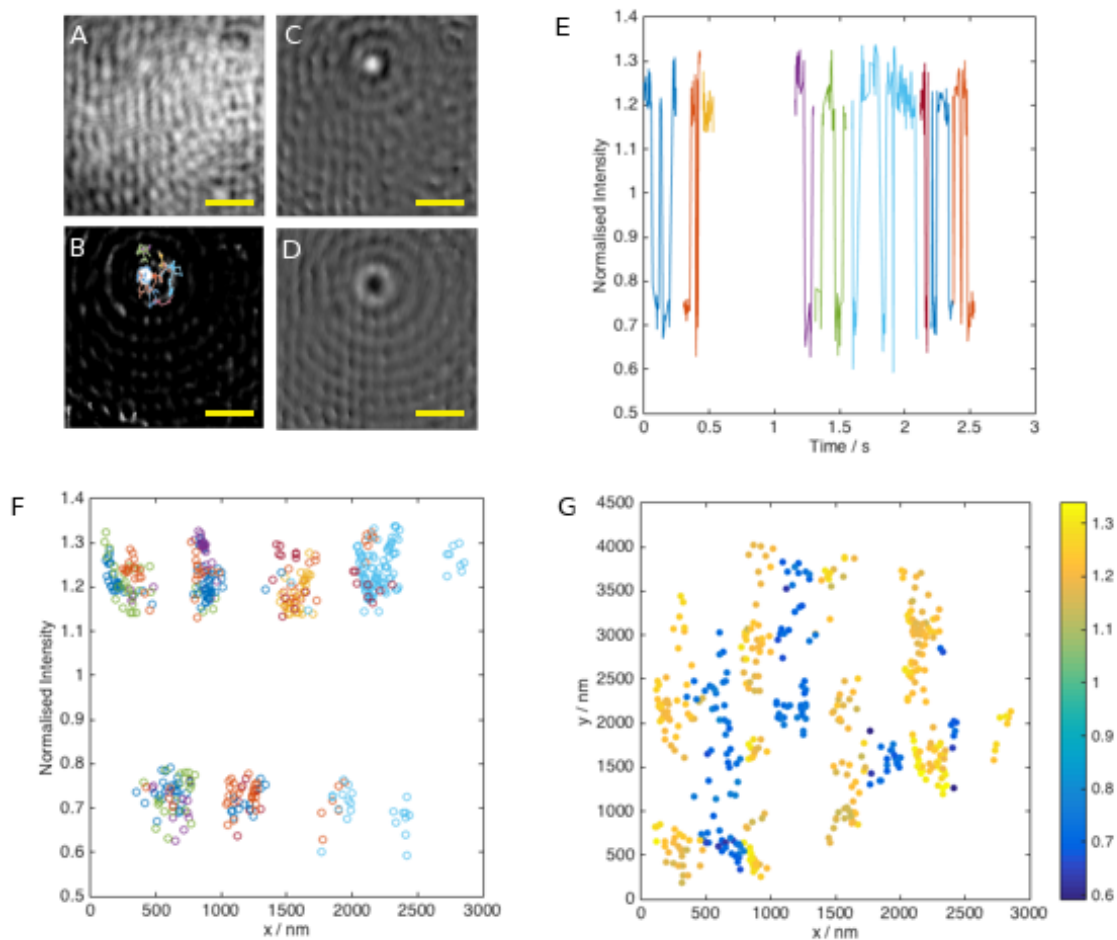 A
C
B
D
E
1.4
1.3
1.2
1.1
1
0.9
0.8
0.7
0.6
0.5
Normalised Intensity
0 0.5 1 1.5 2 2.5 3
Time / s
F
1.4
1.3
1.2
1.1
1
0.9
0.8
0.7
0.6
0.5
Normalised Intensity
0 500 1000 1500 2000 2500 3000
x / nm
G
4500
4000
3500
3000
2500
2000
1500
1000
500
0
y / nm
0 500 1000 1500 2000 2500 3000
x / nm
1.3
1.2
1.1
1
0.9
0.8
0.7
0.6